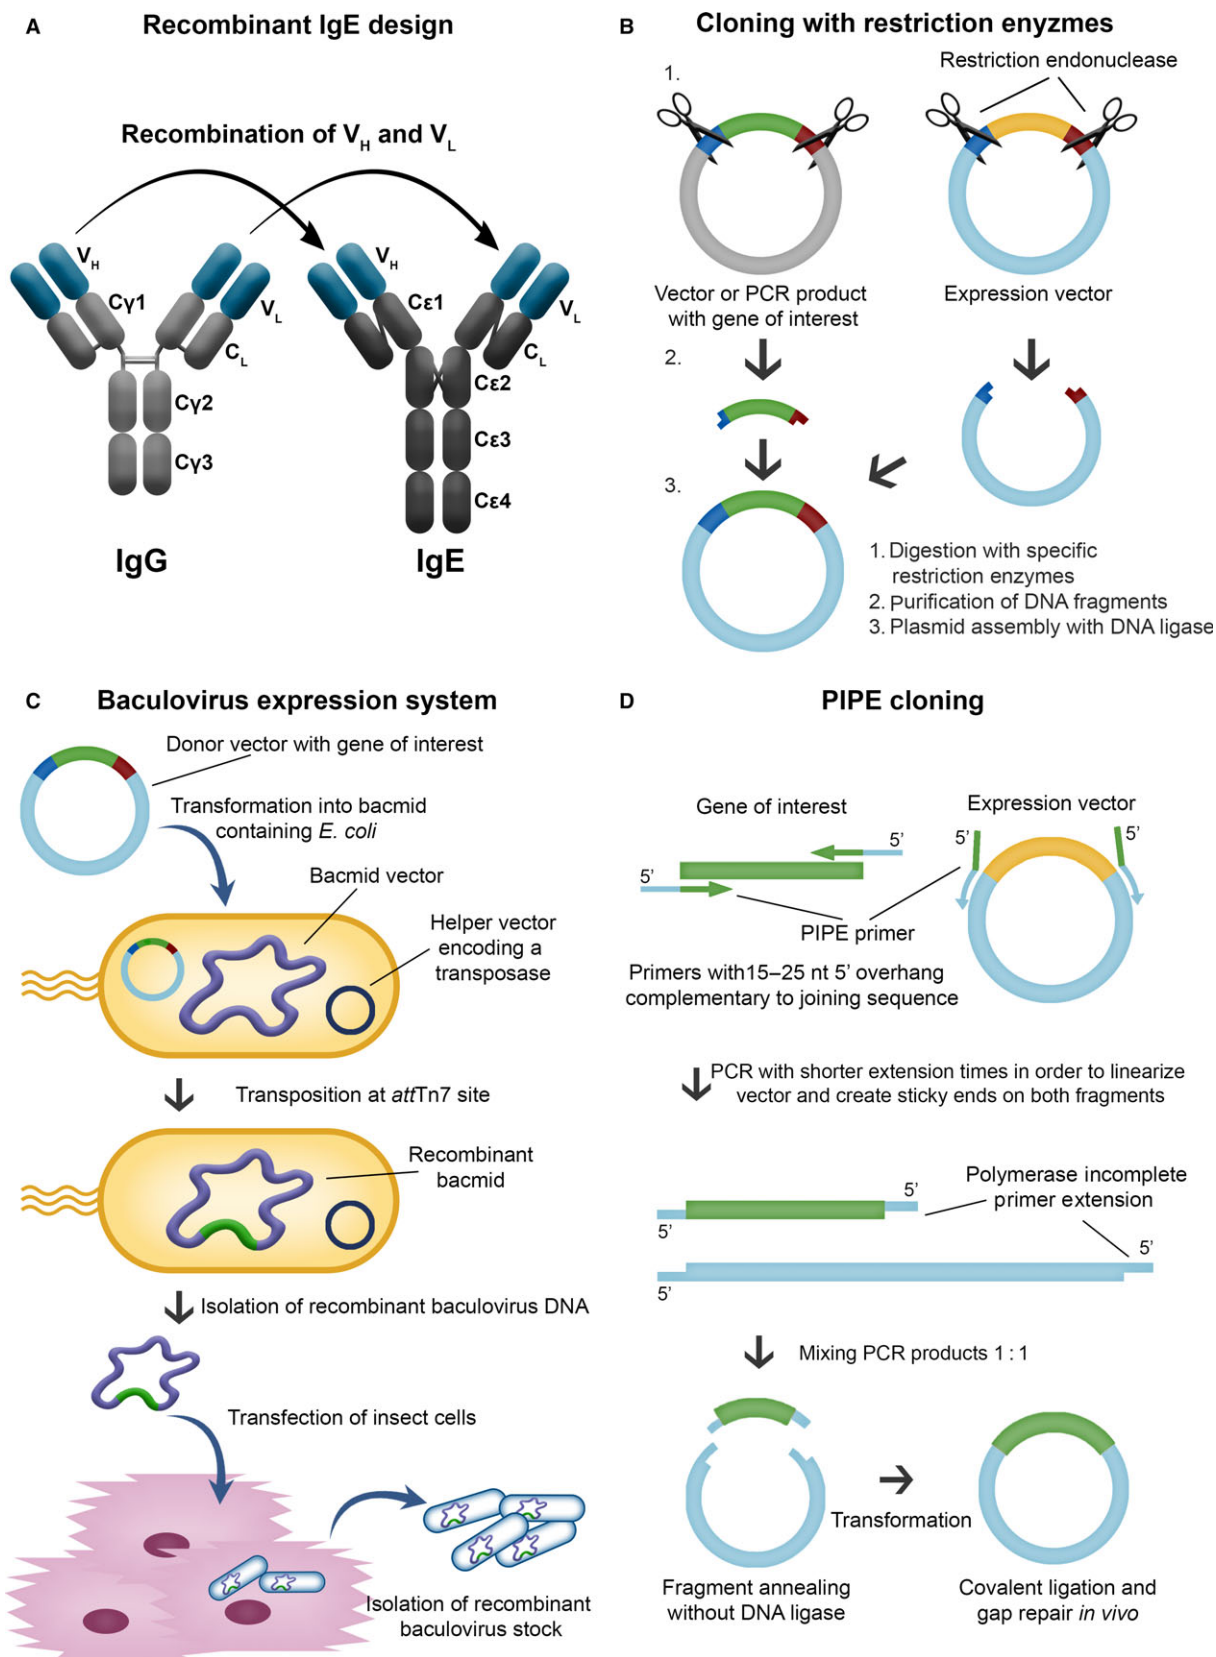 A
Recombinant IgE design
Recombination of VH and VL
VH
Cγ1
VL
CL
Cγ2
Cγ3
IgG
VH
Cε1
VL
CL
Cε2
Cε3
Cε4
IgE
B
Cloning with restriction enyzmes
1.
Restriction endonuclease
Vector or PCR product
with gene of interest
Expression vector
2.
3.
1. Digestion with specific
restriction enzymes
2. Purification of DNA fragments
3. Plasmid assembly with DNA ligase
C
Baculovirus expression system
Donor vector with gene of interest
Transformation into bacmid
containing E. coli
Bacmid vector
Helper vector
encoding a
transposase
Transposition at attTn7 site
Recombinant
bacmid
Isolation of recombinant baculovirus DNA
Transfection of insect cells
Isolation of recombinant
baculovirus stock
D
PIPE cloning
Gene of interest
Expression vector
5'
5'
5'
5'
PIPE primer
Primers with15–25 nt 5' overhang
complementary to joining sequence
PCR with shorter extension times in order to linearize
vector and create sticky ends on both fragments
Polymerase incomplete
primer extension
5'
5'
5'
5'
Mixing PCR products 1 : 1
Transformation
Fragment annealing
without DNA ligase
Covalent ligation and
gap repair in vivo